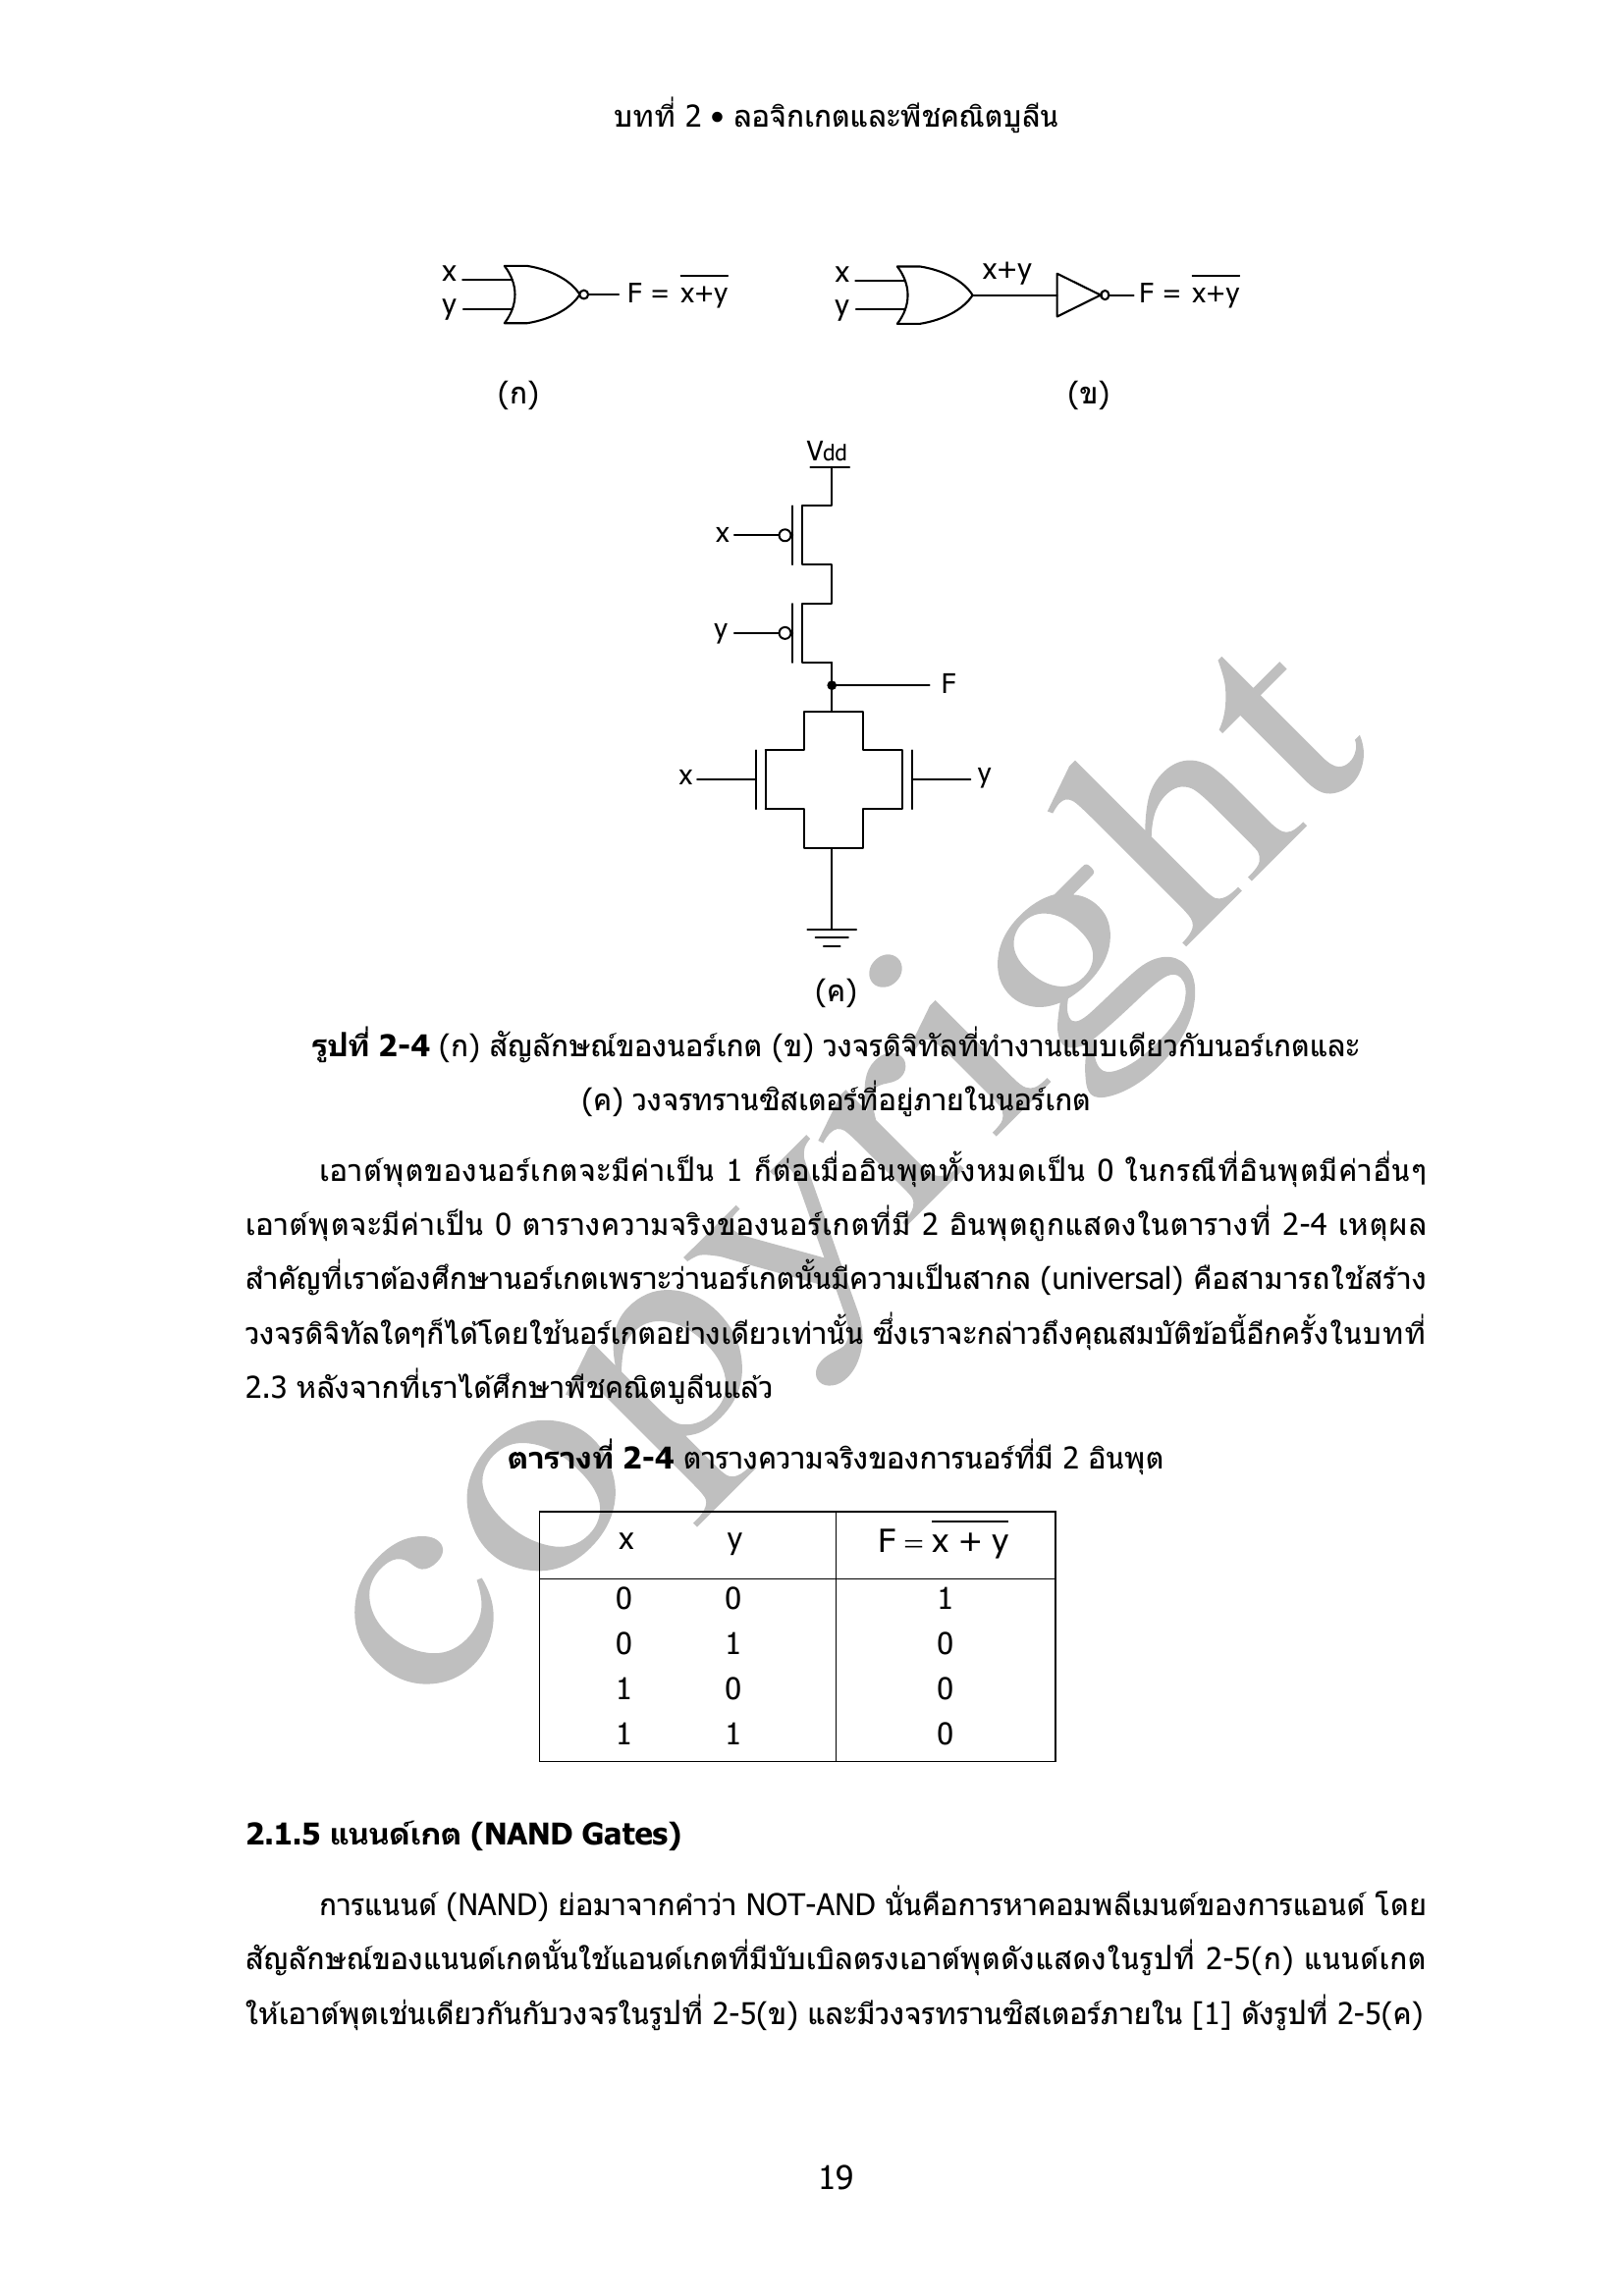 บทที่ 2 • ลอจิกเกตและพีชคณิตบูลีน
x
y
F = x+y
x
y
x+y
F = x+y
(ก)
(ข)
Vdd
x
y
F
x
y
(ค)
รูปที่ 2-4 (ก) สัญลักษณ์ของนอร์เกต (ข) วงจรดิจิทัลที่ทำงานแบบเดียวกับนอร์เกตและ
(ค) วงจรทรานซิสเตอร์ที่อยู่ภายในนอร์เกต
เอาต์พุตของนอร์เกตจะมีค่าเป็น 1 ก็ต่อเมื่ออินพุตทั้งหมดเป็น 0 ในกรณีที่อินพุตมีค่าอื่นๆ
เอาต์พุตจะมีค่าเป็น 0 ตารางความจริงของนอร์เกตที่มี 2 อินพุตถูกแสดงในตารางที่ 2-4 เหตุผล
สำคัญที่เราต้องศึกษานอร์เกตเพราะว่านอร์เกตนั้นมีความเป็นสากล (universal) คือสามารถใช้สร้าง
วงจรดิจิทัลใดๆก็ได้โดยใช้นอร์เกตอย่างเดียวเท่านั้น ซึ่งเราจะกล่าวถึงคุณสมบัติข้อนี้อีกครั้งในบทที่
2.3 หลังจากที่เราได้ศึกษาพีชคณิตบูลีนแล้ว
ตารางที่ 2-4 ตารางความจริงของการนอร์ที่มี 2 อินพุต
x y F = x + y
0 0 1
0 1 0
1 0 0
1 1 0
2.1.5 แนนด์เกต (NAND Gates)
การแนนด์ (NAND) ย่อมาจากคำว่า NOT-AND นั่นคือการหาคอมพลีเมนต์ของการแอนด์ โดย
สัญลักษณ์ของแนนด์เกตนั้นใช้แอนด์เกตที่มีบับเบิลตรงเอาต์พุตดังแสดงในรูปที่ 2-5(ก) แนนด์เกต
ให้เอาต์พุตเช่นเดียวกันกับวงจรในรูปที่ 2-5(ข) และมีวงจรทรานซิสเตอร์ภายใน [1] ดังรูปที่ 2-5(ค)
19
copyright